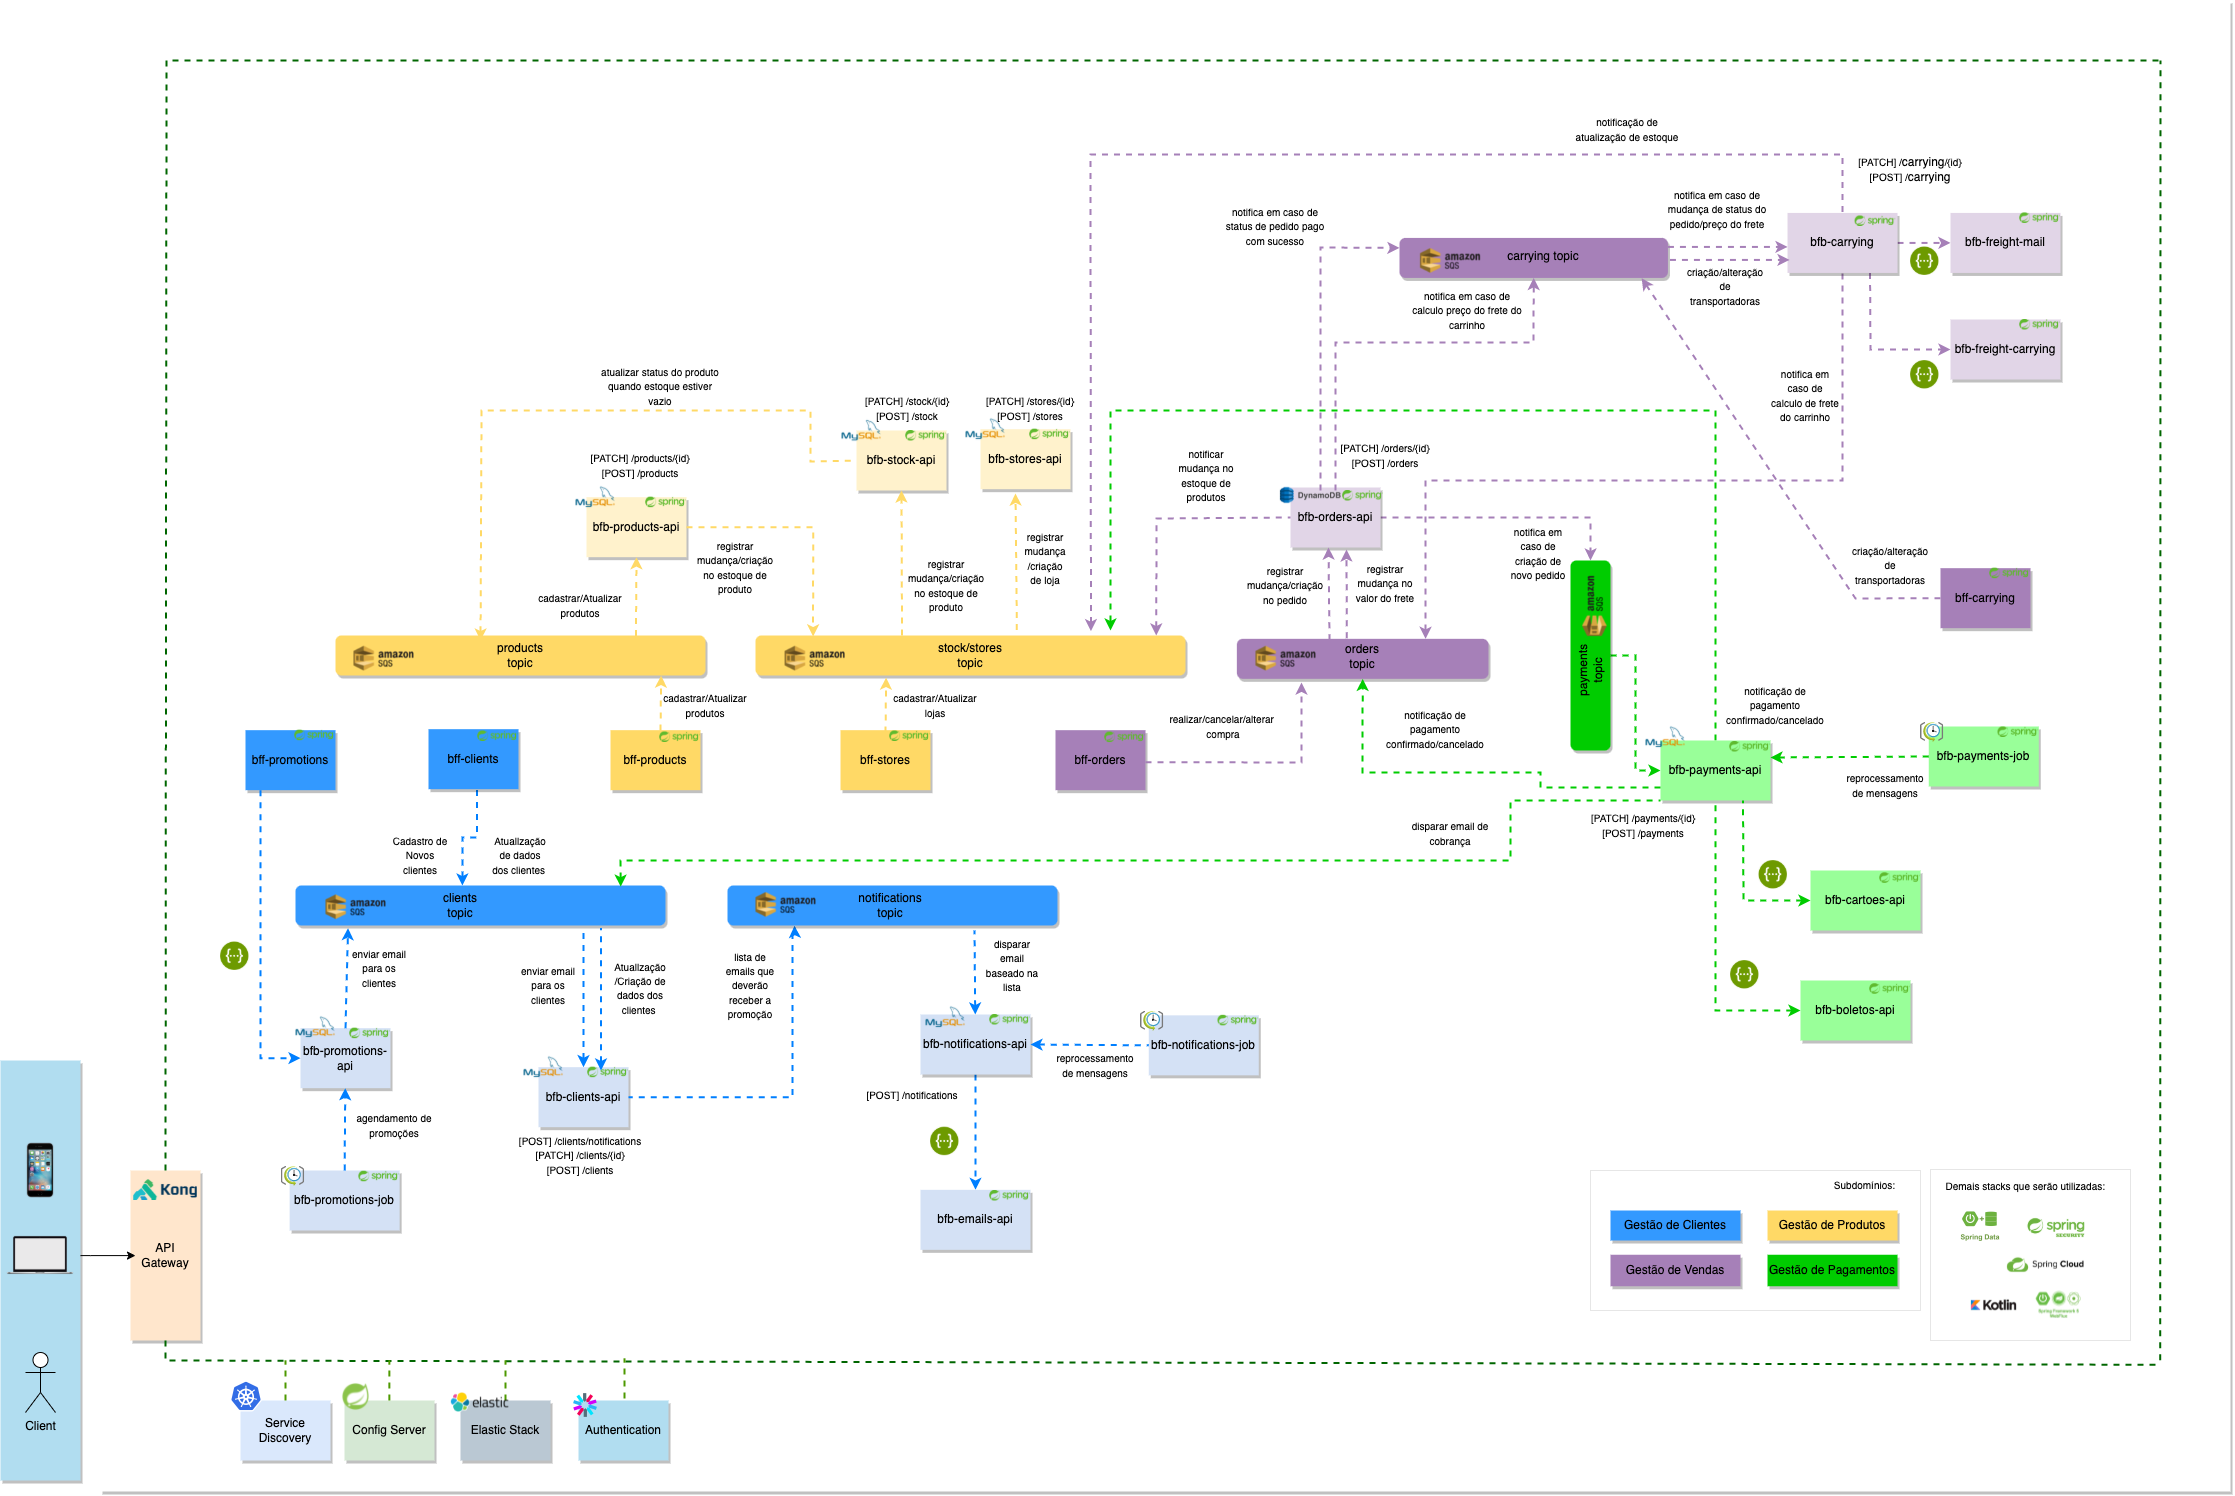 notificação de
atualização de estoque
[PATCH] /carrying/{id}
[POST] /carrying
notifica em caso de
mudança de status do
pedido/preço do frete
notifica em caso de
status de pedido pago
com sucesso
spring
bfb-carrying
spring
bfb-freight-mail
{···}
amazon
SQS
carrying topic
criação/alteração
de
transportadoras
notifica em caso de
calculo preço do frete do
carrinho
spring
bfb-freight-carrying
{···}
notifica em
caso de
calculo de frete
do carrinho
atualizar status do produto
quando estoque estiver
vazio
[PATCH] /stock/{id}
[POST] /stock
[PATCH] /stores/{id}
[POST] /stores
MySQL
spring
bfb-stock-api
MySQL
spring
bfb-stores-api
[PATCH] /products/{id}
[POST] /products
MySQL
spring
bfb-products-api
notificar
mudança no
estoque de
produtos
[PATCH] /orders/{id}
[POST] /orders
DynamoDB
spring
bfb-orders-api
registrar
mudança/criação
no estoque de
produto
registrar
mudança/criação
no estoque de
produto
registrar
mudança
/criação
de loja
registrar
mudança/criação
no pedido
registrar
mudança no
valor do frete
notifica em
caso de
criação de
novo pedido
criação/alteração
de
transportadoras
spring
bff-carrying
cadastrar/Atualizar
produtos
amazon
SQS
products
topic
amazon
SQS
stock/stores
topic
amazon
SQS
orders
topic
amazon
SQS
payments
topic
cadastrar/Atualizar
produtos
cadastrar/Atualizar
lojas
realizar/cancelar/alterar
compra
notificação de
pagamento
confirmado/cancelado
notificação de
pagamento
confirmado/cancelado
spring
bff-promotions
spring
bff-clients
spring
bff-products
spring
bff-stores
spring
bff-orders
MySQL
spring
bfb-payments-api
spring
bfb-payments-job
reprocessamento
de mensagens
[PATCH] /payments/{id}
[POST] /payments
disparar email de
cobrança
Cadastro de
Novos
clientes
Atualização
de dados
dos clientes
amazon
SQS
clients
topic
amazon
SQS
notifications
topic
{···}
spring
bfb-cartoes-api
{···}
spring
bfb-boletos-api
{···}
enviar email
para os
clientes
enviar email
para os
clientes
Atualização
/Criação de
dados dos
clientes
lista de
emails que
deverão
receber a
promoção
disparar
email
baseado na
lista
MySQL
spring
bfb-promotions-
api
MySQL
spring
bfb-clients-api
MySQL
spring
bfb-notifications-api
spring
bfb-notifications-job
reprocessamento
de mensagens
[POST] /notifications
agendamento de
promoções
[POST] /clients/notifications
[PATCH] /clients/{id}
[POST] /clients
{···}
spring
bfb-promotions-job
spring
bfb-emails-api
Kong
API
Gateway
Client
Subdomínios:
Gestão de Clientes
Gestão de Produtos
Gestão de Vendas
Gestão de Pagamentos
Demais stacks que serão utilizadas:
Spring Data
spring
SECURITY
Spring Cloud
Kotlin
Service
Discovery
Config Server
elastic
Elastic Stack
Authentication